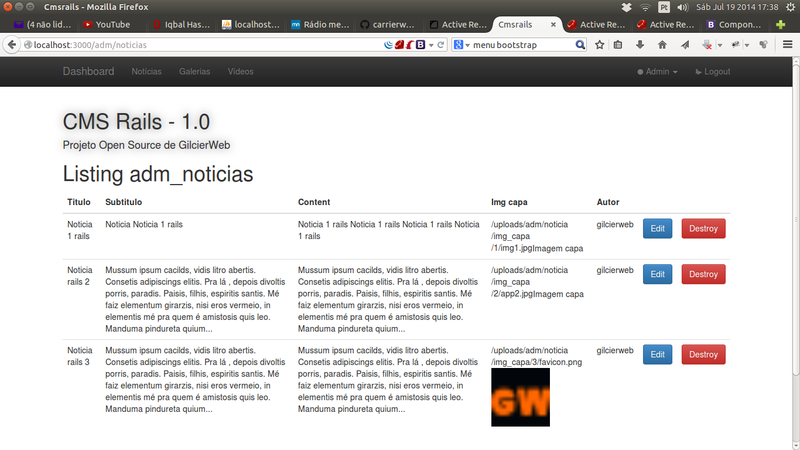 Cmsrails - Mozilla Firefox
Pt
Sáb Jul 19 2014 17:38
(4 não lid...
YouTube
Iqbal Has...
localhost...
Rádio me...
carrierw...
Active Re...
Cmsrails
Active Re...
Active Re...
Compon...
localhost:3000/adm/noticias
menu bootstrap
Dashboard
Noticias
Galerias
Videos
Admin
Logout
CMS Rails - 1.0
Projeto Open Source de GilcierWeb
Listing adm_noticias
Titulo Subtitulo Content Img capa Autor
Noticia
1 rails
Noticia Noticia 1 rails
Noticia 1 rails Noticia 1 rails Noticia 1 rails Noticia
1 rails
/uploads/adm/noticia
/img_capa
/1/img1.jpgImagem capa
gilcierweb
Edit
Destroy
Noticia
rails 2
Mussum ipsum cacilds, vidis litro abertis.
Consetis adipiscings elitis. Pra lá , depois divoltis
porris, paradis. Paisis, filhis, espiritis santis. Mé
faiz elementum girarzis, nisi eros vermeio, in
elementis mé pra quem é amistosis quis leo.
Manduma pindureta quium...
Mussum ipsum cacilds, vidis litro abertis.
Consetis adipiscings elitis. Pra lá , depois divoltis
porris, paradis. Paisis, filhis, espiritis santis. Mé
faiz elementum girarzis, nisi eros vermeio, in
elementis mé pra quem é amistosis quis leo.
Manduma pindureta quium...
/uploads/adm/noticia
/img_capa
/2/app2.jpgImagem capa
gilcierweb
Edit
Destroy
Noticia
rails 3
Mussum ipsum cacilds, vidis litro abertis.
Consetis adipiscings elitis. Pra lá , depois divoltis
porris, paradis. Paisis, filhis, espiritis santis. Mé
faiz elementum girarzis, nisi eros vermeio, in
elementis mé pra quem é amistosis quis leo.
Manduma pindureta quium...
Mussum ipsum cacilds, vidis litro abertis.
Consetis adipiscings elitis. Pra lá , depois divoltis
porris, paradis. Paisis, filhis, espiritis santis. Mé
faiz elementum girarzis, nisi eros vermeio, in
elementis mé pra quem é amistosis quis leo.
Manduma pindureta quium...
/uploads/adm/noticia
/img_capa/3/favicon.png
GW
gilcierweb
Edit
Destroy